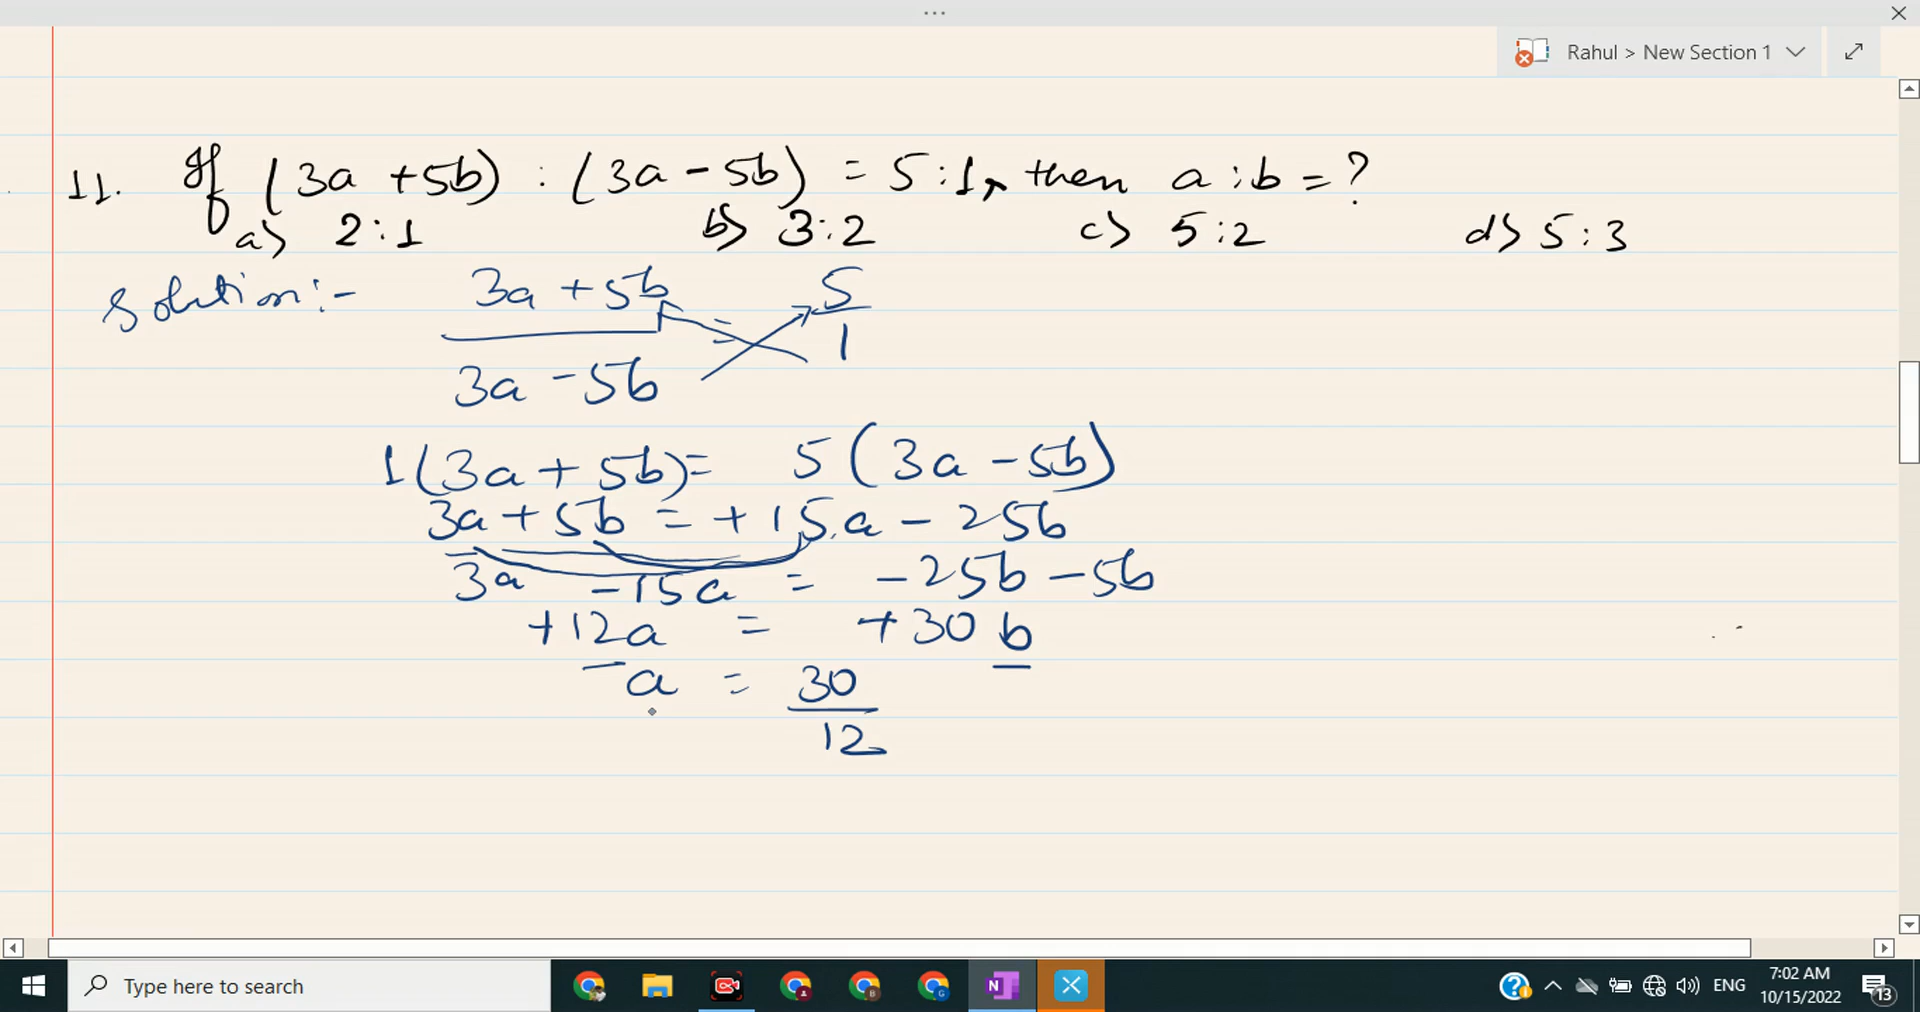 Rahul > New Section 1
11. If (3a + 5b) : (3a - 5b) = 5 : 1, then a : b = ?
a) 2 : 1 b) 3 : 2 c) 5 : 2 d) 5 : 3
Solution :- 3a + 5b / 3a - 5b = 5 / 1
1(3a + 5b) = 5(3a - 5b)
3a + 5b = +15a - 25b
3a - 15a = -25b - 5b
+12a = +30b
a = 30
12
Type here to search
ENG
7:02 AM
10/15/2022
13